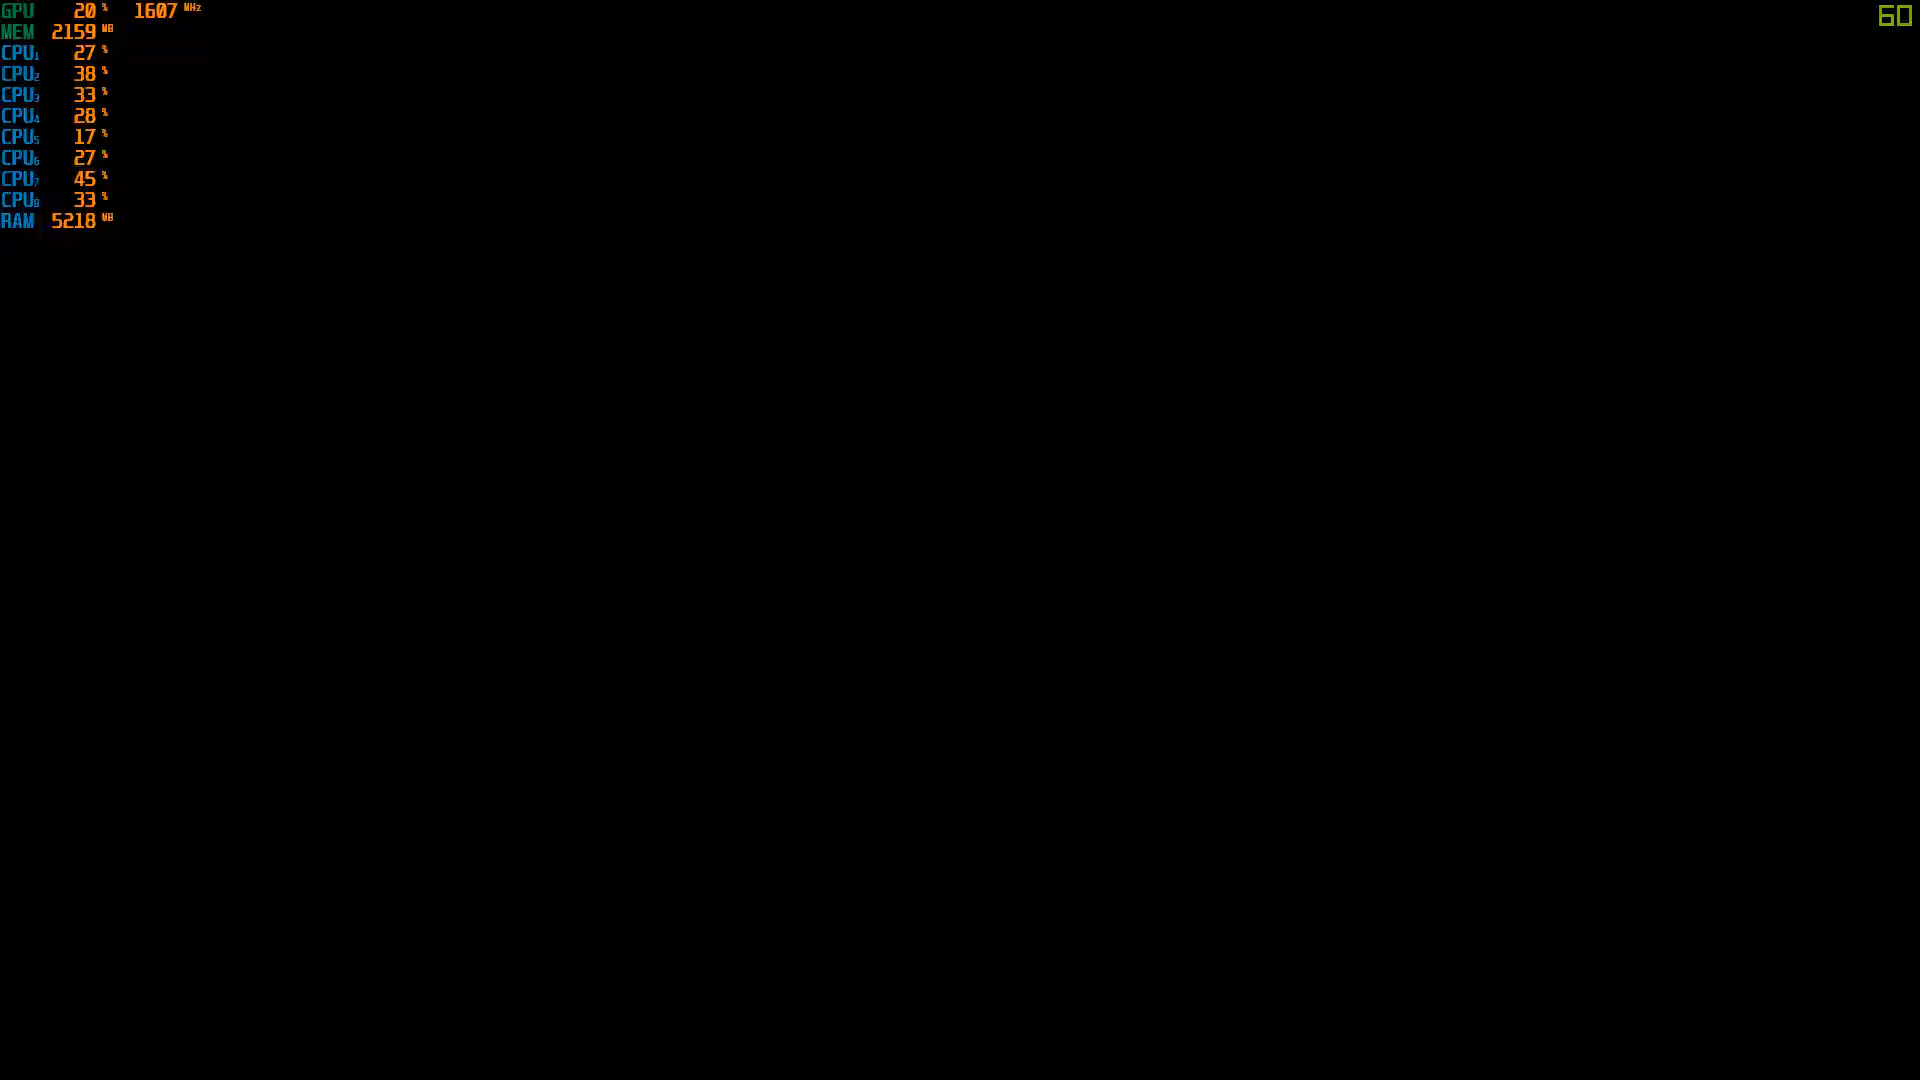 GPU 20 % 1607 MHz
60
MEM 2159 MB
CPU1 27 %
CPU2 38 %
CPU3 33 %
CPU4 28 %
CPU5 17 %
CPU6 27 %
CPU7 45 %
CPU8 33 %
RAM 5218 MB